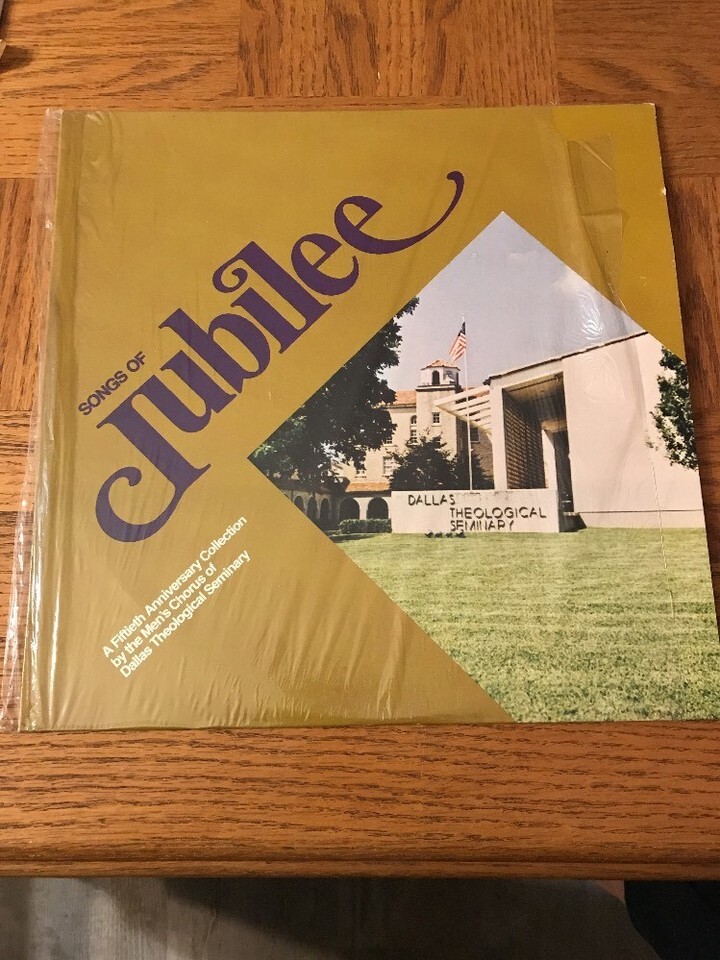 SONGS OF
Jubilee
A Fiftieth Anniversary Collection
by the Men's Chorus of
Dallas Theological Seminary
DALLAS
THEOLOGICAL
SEMINARY